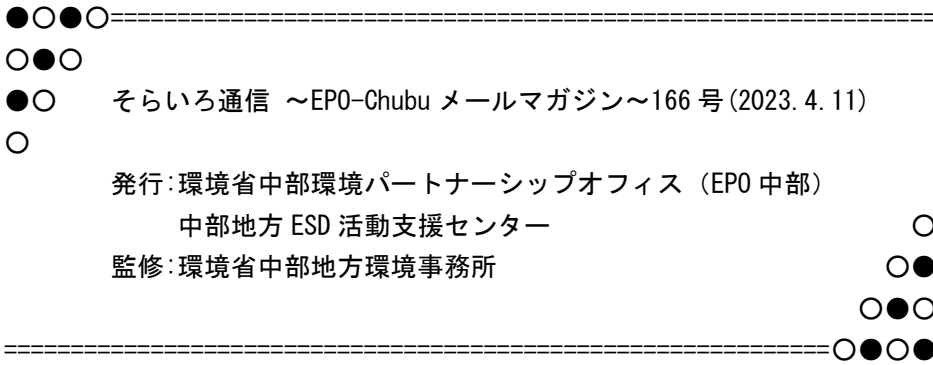 ●○●○====================================================
○●○
●○　　そらいろ通信 ～EPO-Chubu メールマガジン～166 号(2023.4.11)
○
発行:環境省中部環境パートナーシップオフィス（EPO 中部）
中部地方 ESD 活動支援センター　　○
監修:環境省中部地方環境事務所　　○●
○●○
====================================================○●○●